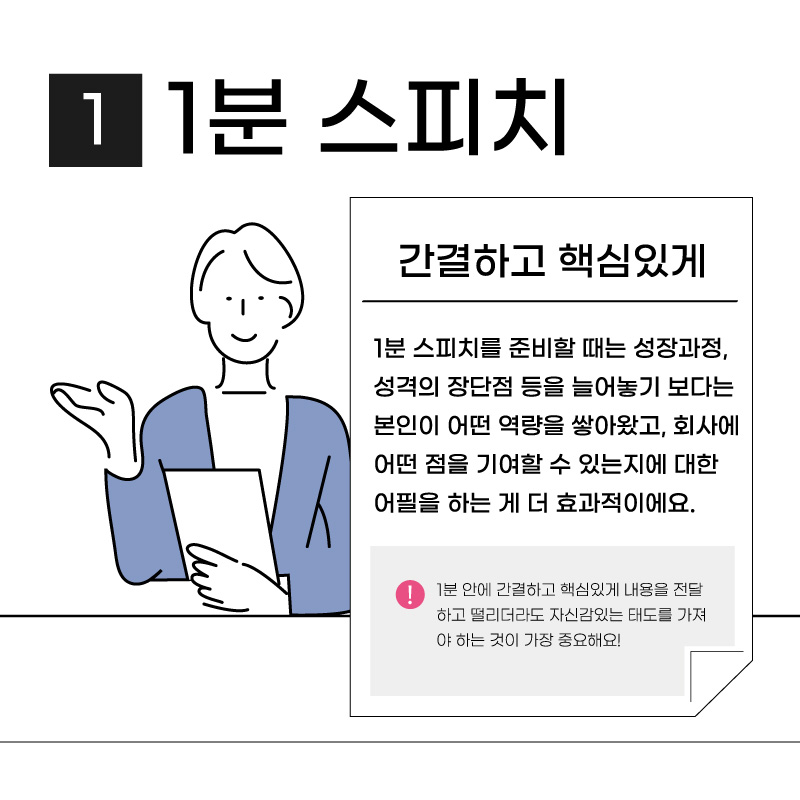 1 1분 스피치
간결하고 핵심있게
1분 스피치를 준비할 때는 성장과정,
성격의 장단점 등을 늘어놓기 보다는
본인이 어떤 역량을 쌓아왔고, 회사에
어떤 점을 기여할 수 있는지에 대한
어필을 하는 게 더 효과적이에요.
! 1분 안에 간결하고 핵심있게 내용을 전달
하고 떨리더라도 자신감있는 태도를 가져
야 하는 것이 가장 중요해요!